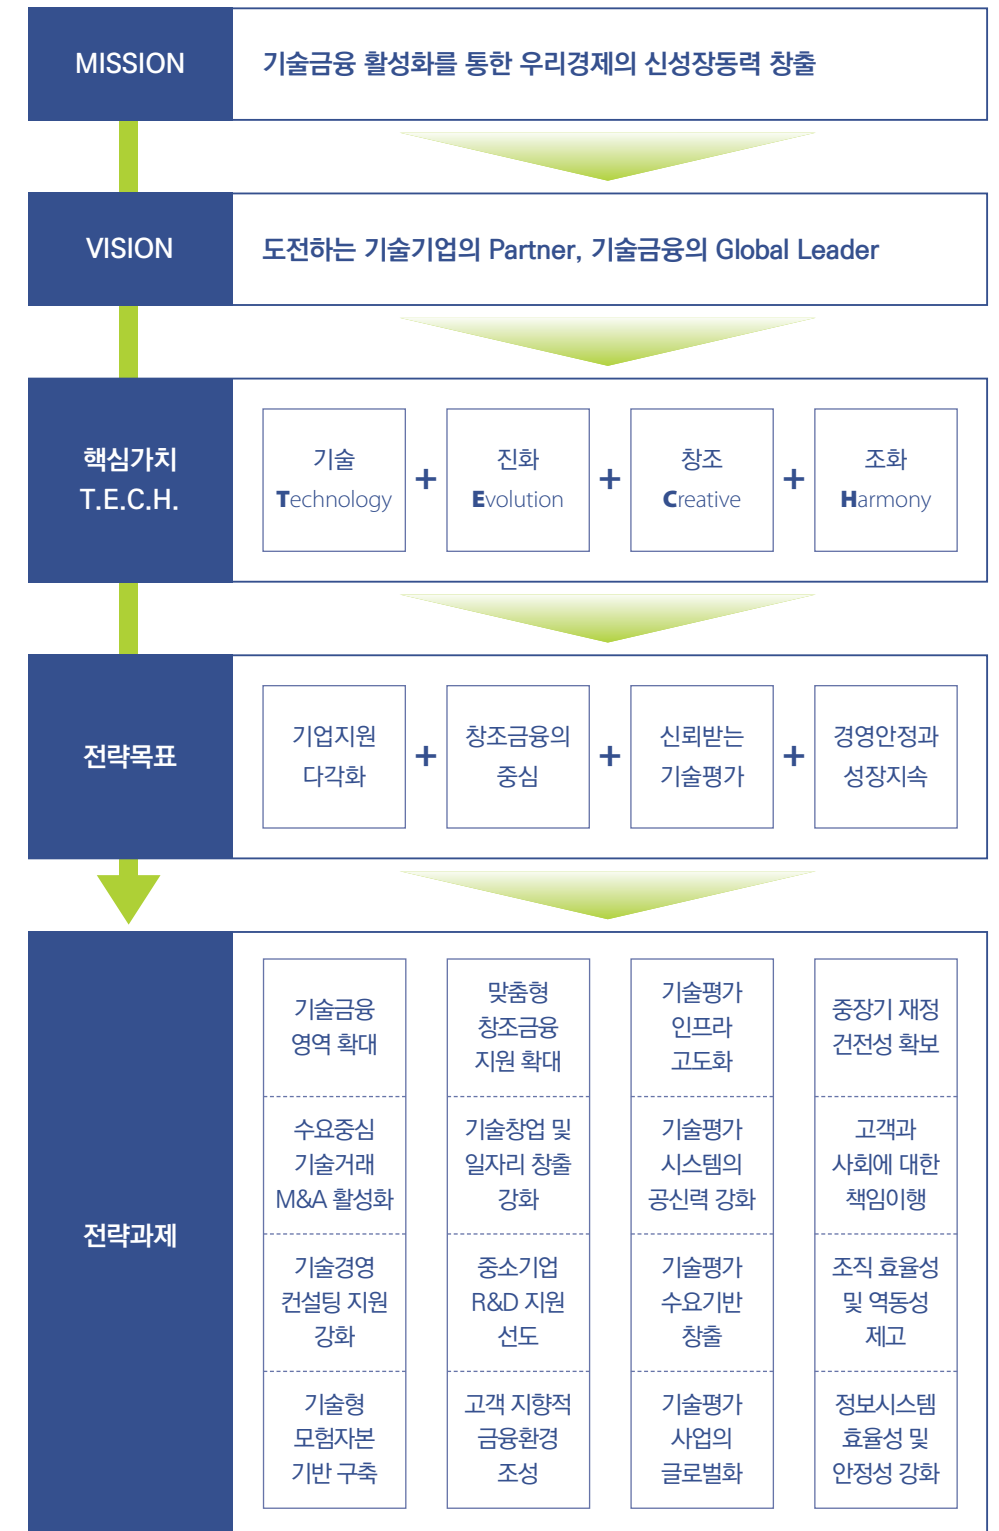 MISSION
기술금융 활성화를 통한 우리경제의 신성장동력 창출
VISION
도전하는 기술기업의 Partner, 기술금융의 Global Leader
핵심가치
T.E.C.H.
기술
Technology
+
진화
Evolution
+
창조
Creative
+
조화
Harmony
전략목표
기업지원
다각화
+
창조금융의
중심
+
신뢰받는
기술평가
+
경영안정과
성장지속
전략과제
기술금융
영역 확대
수요중심
기술거래
M&A 활성화
기술경영
컨설팅 지원
강화
기술형
모험자본
기반 구축
맞춤형
창조금융
지원 확대
기술창업 및
일자리 창출
강화
중소기업
R&D 지원
선도
고객 지향적
금융환경
조성
기술평가
인프라
고도화
기술평가
시스템의
공신력 강화
기술평가
수요기반
창출
기술평가
사업의
글로벌화
중장기 재정
건전성 확보
고객과
사회에 대한
책임이행
조직 효율성
및 역동성
제고
정보시스템
효율성 및
안정성 강화